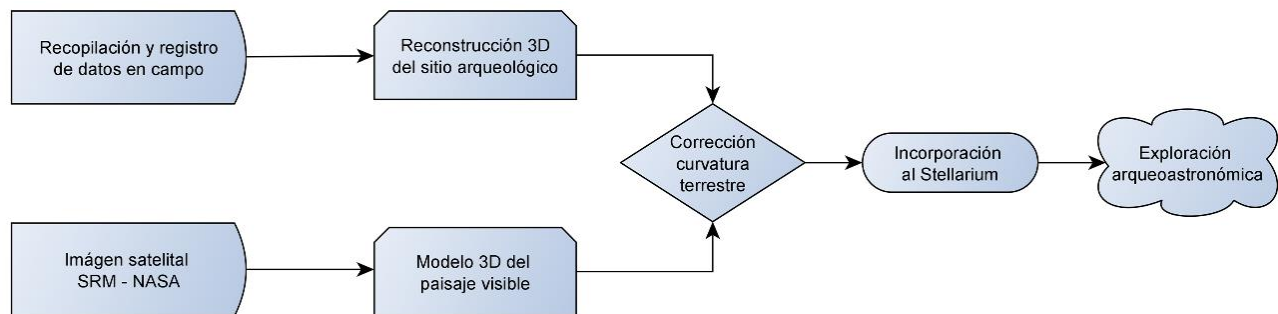 Recopilación y registro
de datos en campo
Reconstrucción 3D
del sitio arqueológico
Imágen satelital
SRM - NASA
Modelo 3D del
paisaje visible
Corrección
curvatura
terrestre
Incorporación
al Stellarium
Exploración
arqueoastronómica